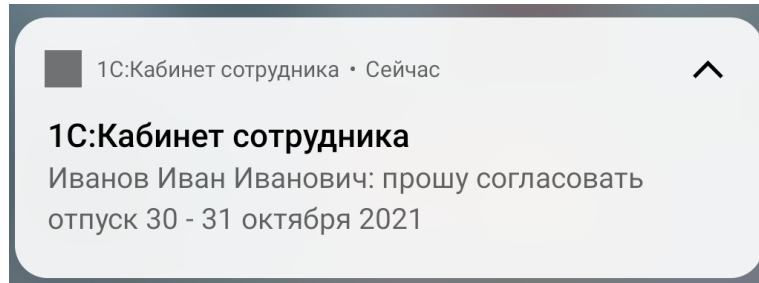 1С:Кабинет сотрудника • Сейчас
1С:Кабинет сотрудника
Иванов Иван Иванович: прошу согласовать
отпуск 30 - 31 октября 2021